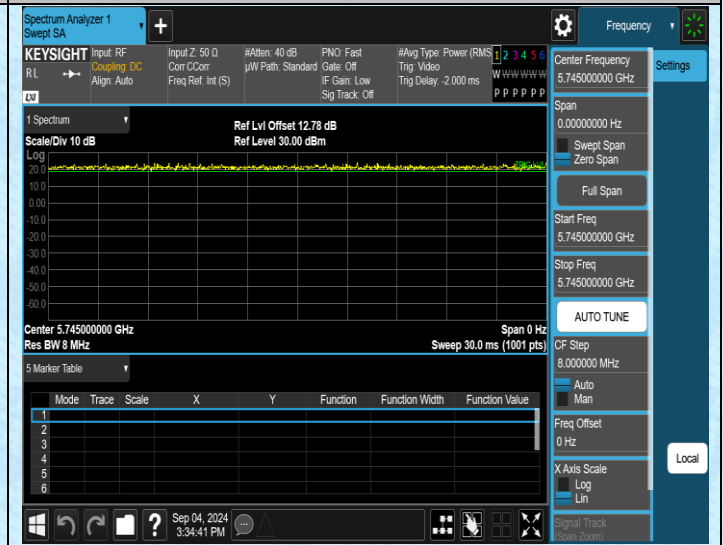 Spectrum Analyzer 1
Swept SA
Frequency
KEYSIGHT
RL
LXI
Input: RF
Coupling: DC
Align: Auto
Input Z: 50 Ω
Corr CCorr
Freq Ref: Int (S)
#Atten: 40 dB
µW Path: Standard
PNO: Fast
Gate: Off
IF Gain: Low
Sig Track: Off
#Avg Type: Power (RMS
Trig: Video
Trig Delay: -2.000 ms
1 2 3 4 5 6
W W W W W W
P P P P P P
Center Frequency
5.745000000 GHz
Settings
Span
0.00000000 Hz
Swept Span
Zero Span
Full Span
Start Freq
5.745000000 GHz
Stop Freq
5.745000000 GHz
AUTO TUNE
CF Step
8.000000 MHz
Auto
Man
Freq Offset
0 Hz
X Axis Scale
Log
Lin
Signal Track
(Span Zoom)
Local
1 Spectrum
Scale/Div 10 dB
Ref Lvl Offset 12.78 dB
Ref Level 30.00 dBm
Log
20.0
10.0
0.00
-10.0
-20.0
-30.0
-40.0
-50.0
-60.0
Center 5.745000000 GHz
Res BW 8 MHz
Span 0 Hz
Sweep 30.0 ms (1001 pts)
5 Marker Table
Mode Trace Scale X Y Function Function Width Function Value
1
2
3
4
5
6
Sep 04, 2024
3:34:41 PM